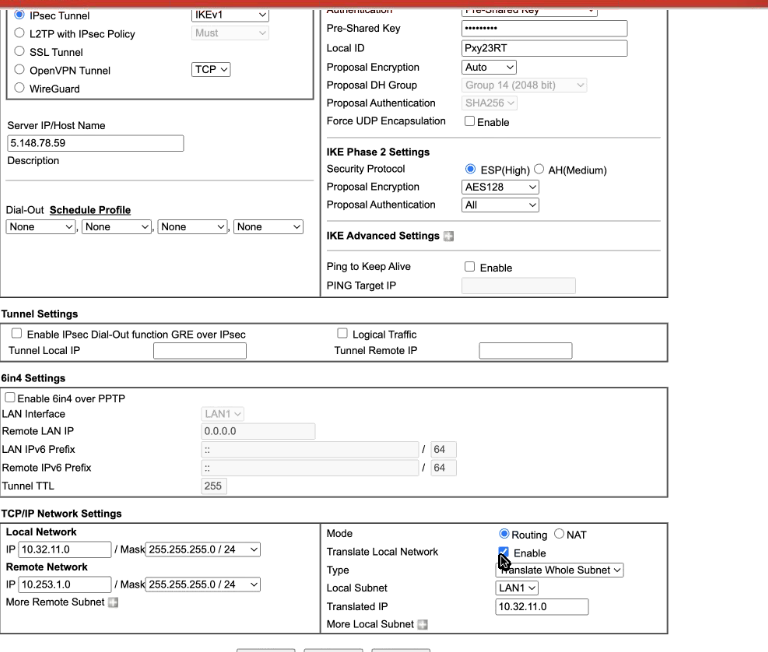 IPsec Tunnel IKEv1
L2TP with IPsec Policy Must
SSL Tunnel
OpenVPN Tunnel TCP
WireGuard
Server IP/Host Name
5.148.78.59
Description
Dial-Out Schedule Profile
None , None , None , None
Authentication Pre-Shared Key
Pre-Shared Key •••••••••
Local ID Pxy23RT
Proposal Encryption Auto
Proposal DH Group Group 14 (2048 bit)
Proposal Authentication SHA256
Force UDP Encapsulation Enable
IKE Phase 2 Settings
Security Protocol ESP(High) AH(Medium)
Proposal Encryption AES128
Proposal Authentication All
IKE Advanced Settings
Ping to Keep Alive Enable
PING Target IP
Tunnel Settings
Enable IPsec Dial-Out function GRE over IPsec Logical Traffic
Tunnel Local IP Tunnel Remote IP
6in4 Settings
Enable 6in4 over PPTP
LAN Interface LAN1
Remote LAN IP 0.0.0.0
LAN IPv6 Prefix :: / 64
Remote IPv6 Prefix :: / 64
Tunnel TTL 255
TCP/IP Network Settings
Local Network
IP 10.32.11.0 / Mask 255.255.255.0 / 24
Remote Network
IP 10.253.1.0 / Mask 255.255.255.0 / 24
More Remote Subnet
Mode Routing NAT
Translate Local Network Enable
Type Translate Whole Subnet
Local Subnet LAN1
Translated IP 10.32.11.0
More Local Subnet